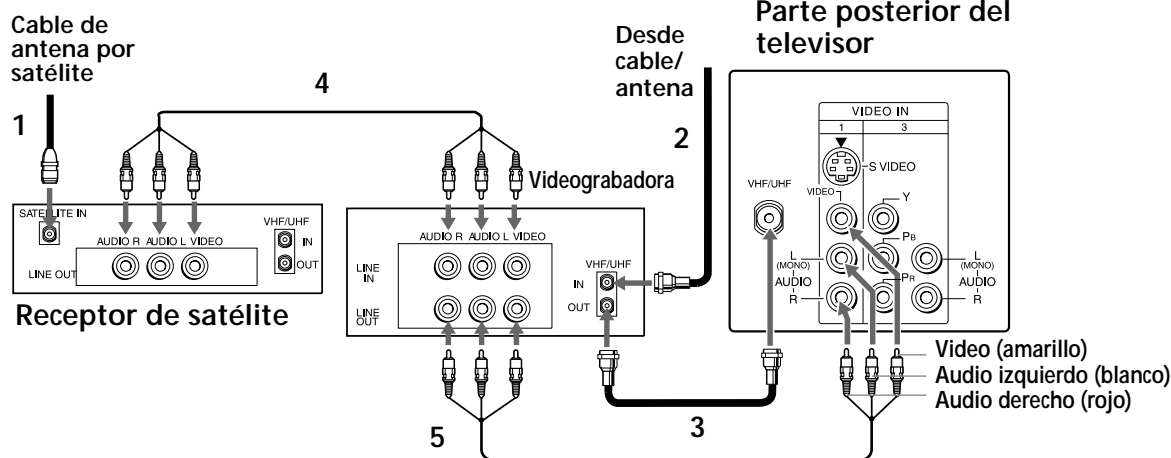 Cable de
antena por
satélite
1
4
Desde
cable/
antena
2
Parte posterior del
televisor
Videograbadora
SATELLITE IN
AUDIO R AUDIO L VIDEO
VHF/UHF
IN
OUT
LINE OUT
Receptor de satélite
AUDIO R AUDIO L VIDEO
LINE
IN
LINE
OUT
VHF/UHF
IN
OUT
VIDEO IN
1
3
S VIDEO
VHF/UHF
VIDEO
Y
PB
PR
L
(MONO)
AUDIO
R
L
(MONO)
AUDIO
R
Video (amarillo)
Audio izquierdo (blanco)
Audio derecho (rojo)
5
3